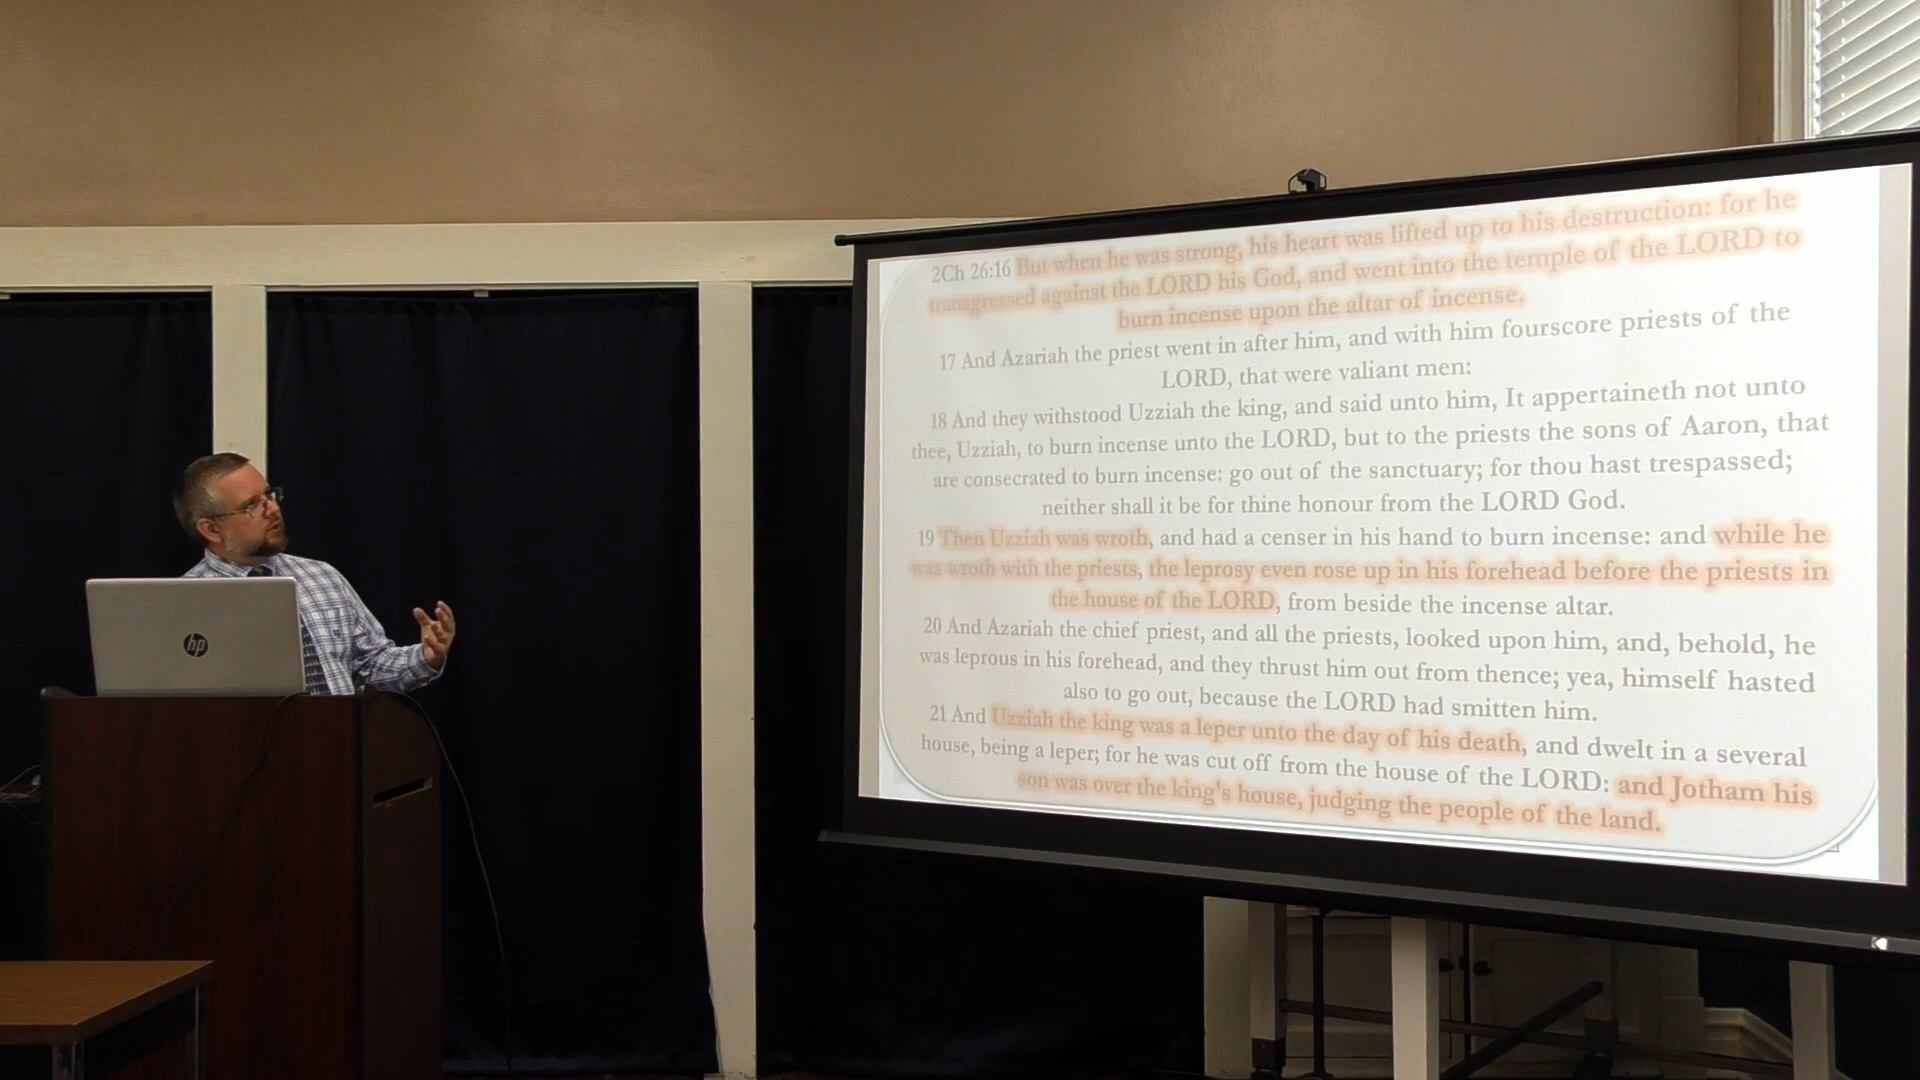 hp
2Ch 26:16 But when he was strong, his heart was lifted up to his destruction: for he
transgressed against the LORD his God, and went into the temple of the LORD to
burn incense upon the altar of incense.
17 And Azariah the priest went in after him, and with him fourscore priests of the
LORD, that were valiant men:
18 And they withstood Uzziah the king, and said unto him, It appertaineth not unto
thee, Uzziah, to burn incense unto the LORD, but to the priests the sons of Aaron, that
are consecrated to burn incense: go out of the sanctuary; for thou hast trespassed;
neither shall it be for thine honour from the LORD God.
19 Then Uzziah was wroth, and had a censer in his hand to burn incense: and while he
was wroth with the priests, the leprosy even rose up in his forehead before the priests in
the house of the LORD, from beside the incense altar.
20 And Azariah the chief priest, and all the priests, looked upon him, and, behold, he
was leprous in his forehead, and they thrust him out from thence; yea, himself hasted
also to go out, because the LORD had smitten him.
21 And Uzziah the king was a leper unto the day of his death, and dwelt in a several
house, being a leper; for he was cut off from the house of the LORD: and Jotham his
son was over the king's house, judging the people of the land.